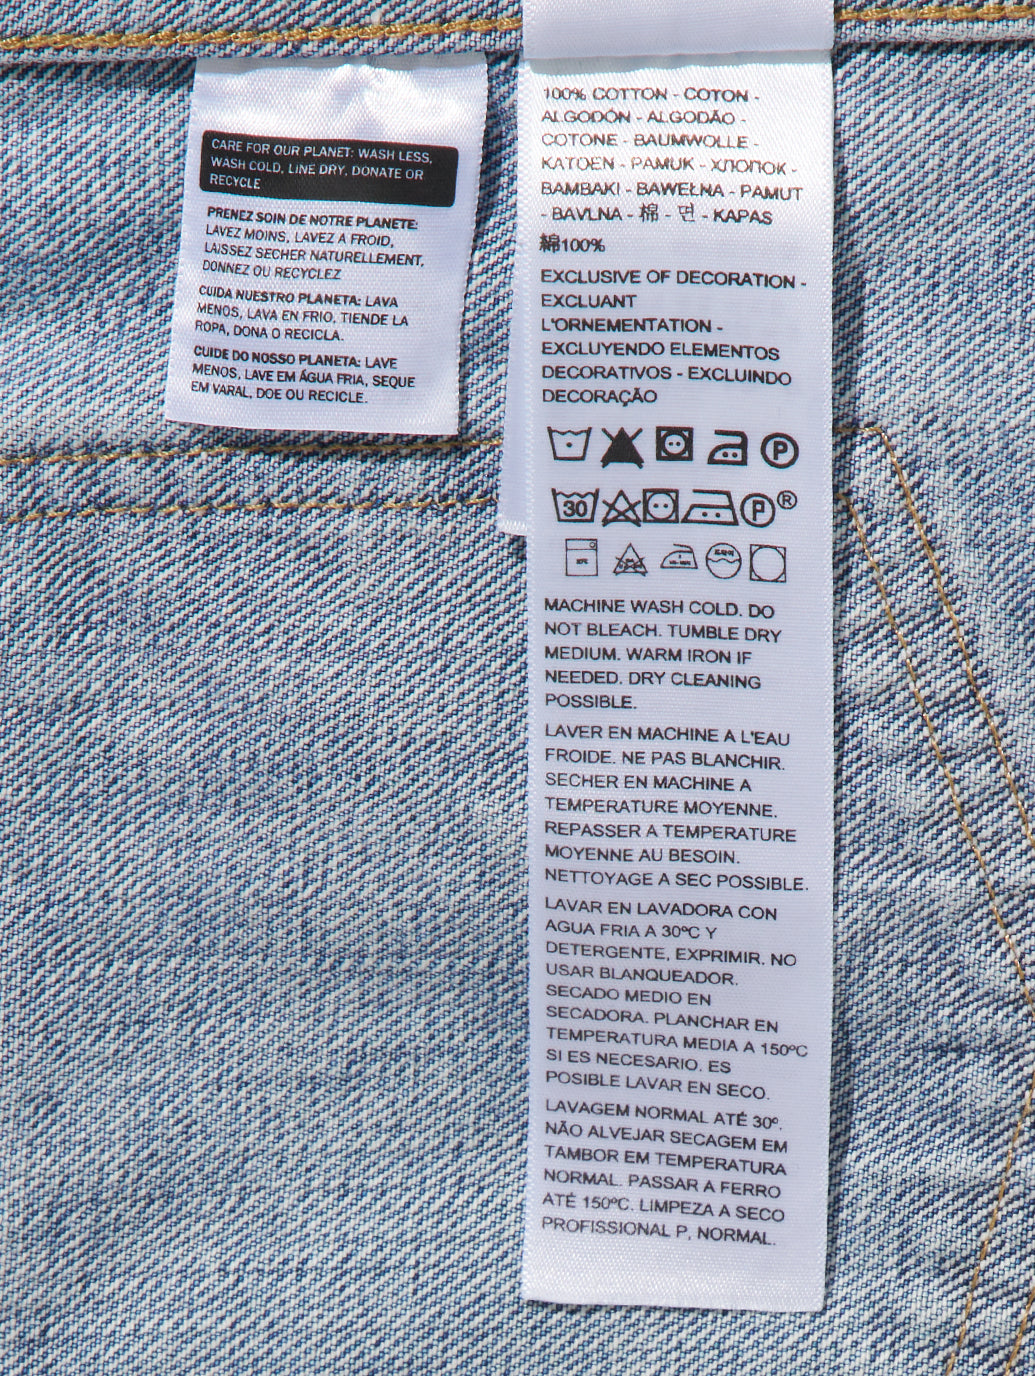 CARE FOR OUR PLANET: WASH LESS,
WASH COLD, LINE DRY, DONATE OR
RECYCLE
PRENEZ SOIN DE NOTRE PLANETE:
LAVEZ MOINS, LAVEZ A FROID,
LAISSEZ SECHER NATURELLEMENT,
DONNEZ OU RECYCLEZ
CUIDA NUESTRO PLANETA: LAVA
MENOS, LAVA EN FRIO, TIENDE LA
ROPA, DONA O RECICLA.
CUIDE DO NOSSO PLANETA: LAVE
MENOS, LAVE EM ÁGUA FRIA, SEQUE
EM VARAL, DOE OU RECICLE.
100% COTTON - COTON -
ALGODÓN - ALGODÃO -
COTONE - BAUMWOLLE -
KATOEN - PAMUK - ХЛОПОК -
BAMBAKI - BAWEŁNA - PAMUT
- BAVLNA - 棉 - 면 - KAPAS
綿100%
EXCLUSIVE OF DECORATION -
EXCLUANT
L'ORNEMENTATION -
EXCLUYENDO ELEMENTOS
DECORATIVOS - EXCLUINDO
DECORAÇÃO
P
30 P ®
MACHINE WASH COLD. DO
NOT BLEACH. TUMBLE DRY
MEDIUM. WARM IRON IF
NEEDED. DRY CLEANING
POSSIBLE.
LAVER EN MACHINE A L'EAU
FROIDE. NE PAS BLANCHIR.
SECHER EN MACHINE A
TEMPERATURE MOYENNE.
REPASSER A TEMPERATURE
MOYENNE AU BESOIN.
NETTOYAGE A SEC POSSIBLE.
LAVAR EN LAVADORA CON
AGUA FRIA A 30ºC Y
DETERGENTE, EXPRIMIR. NO
USAR BLANQUEADOR.
SECADO MEDIO EN
SECADORA. PLANCHAR EN
TEMPERATURA MEDIA A 150ºC
SI ES NECESARIO. ES
POSIBLE LAVAR EN SECO.
LAVAGEM NORMAL ATÉ 30º.
NÃO ALVEJAR SECAGEM EM
TAMBOR EM TEMPERATURA
NORMAL. PASSAR A FERRO
ATÉ 150ºC. LIMPEZA A SECO
PROFISSIONAL P, NORMAL.